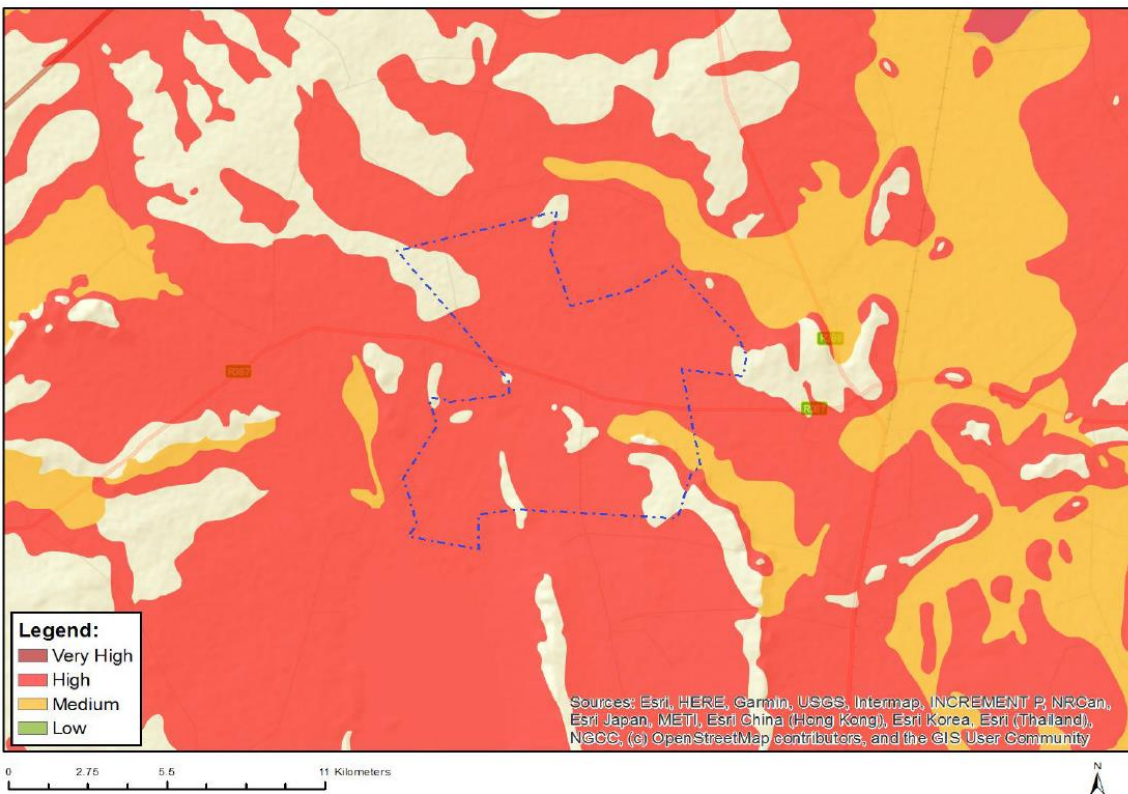 R387
Legend:
Very High
High
Medium
Low
Sources: Esri, HERE, Garmin, USGS, Intermap, INCREMENT P, NRCan,
Esri Japan, METI, Esri China (Hong Kong), Esri Korea, Esri (Thailand),
NGCC, (c) OpenStreetMap contributors, and the GIS User Community
0 2.75 5.5 11 Kilometers
N